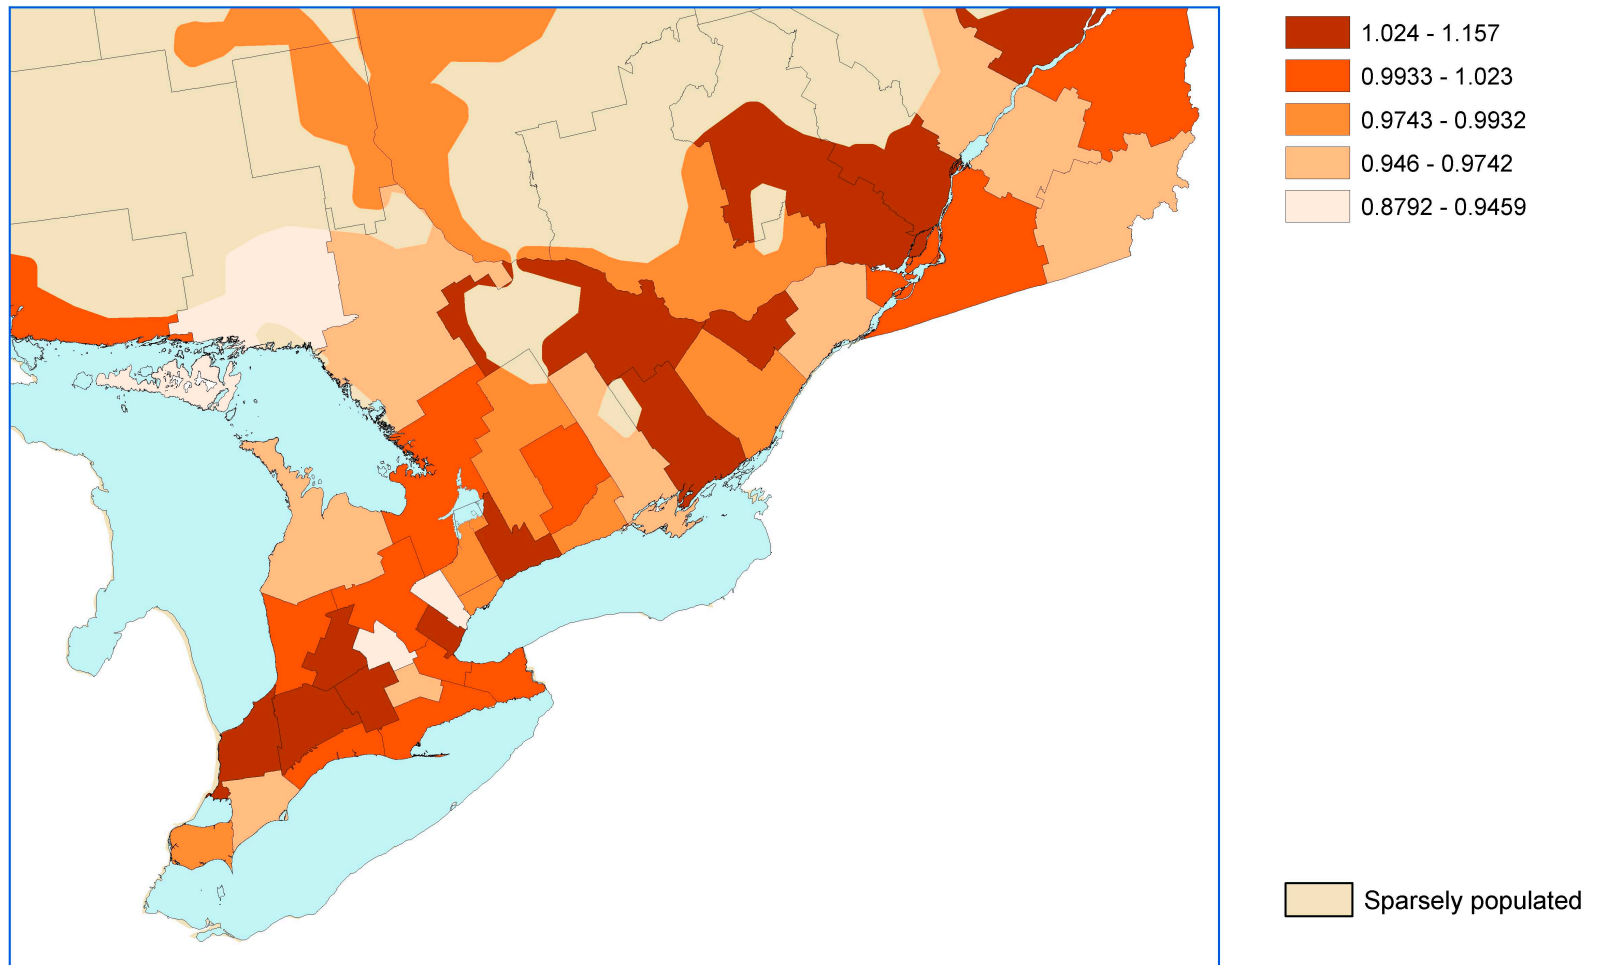 1.024 - 1.157
0.9933 - 1.023
0.9743 - 0.9932
0.946 - 0.9742
0.8792 - 0.9459
Sparsely populated